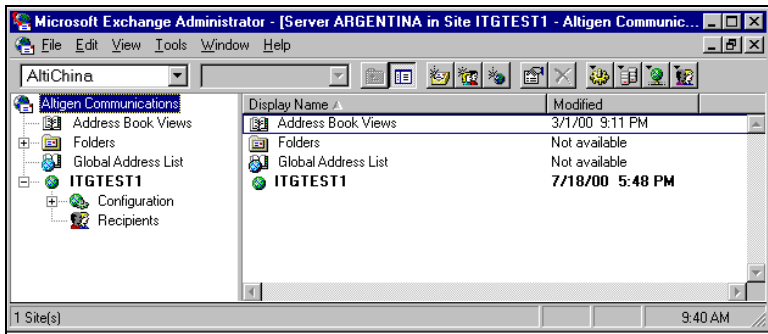 Microsoft Exchange Administrator - [Server ARGENTINA in Site ITGTEST1 - Altigen Communic...
File Edit View Tools Window Help
AltiChina
Altigen Communications
Address Book Views
Folders
Global Address List
ITGTEST1
Configuration
Recipients
Display Name Modified
Address Book Views 3/1/00 9:11 PM
Folders Not available
Global Address List Not available
ITGTEST1 7/18/00 5:48 PM
1 Site(s) 9:40 AM